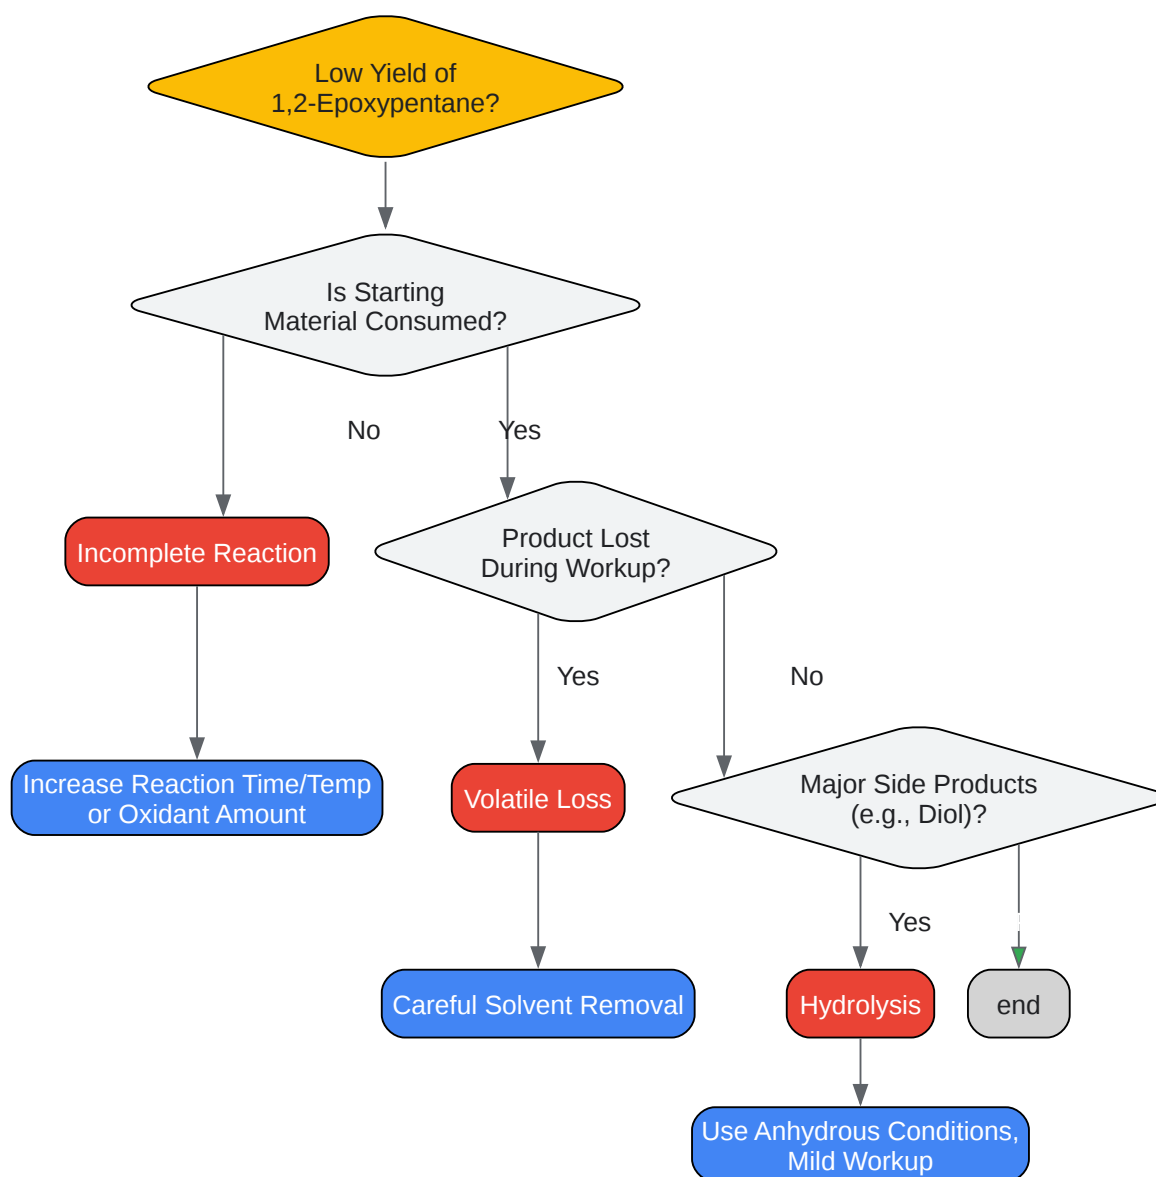 Low Yield of
1,2-Epoxypentane?
Is Starting
Material Consumed?
No
Yes
Incomplete Reaction
Product Lost
During Workup?
Increase Reaction Time/Temp
or Oxidant Amount
Yes
No
Volatile Loss
Major Side Products
(e.g., Diol)?
Yes
Careful Solvent Removal
Hydrolysis
end
Use Anhydrous Conditions,
Mild Workup